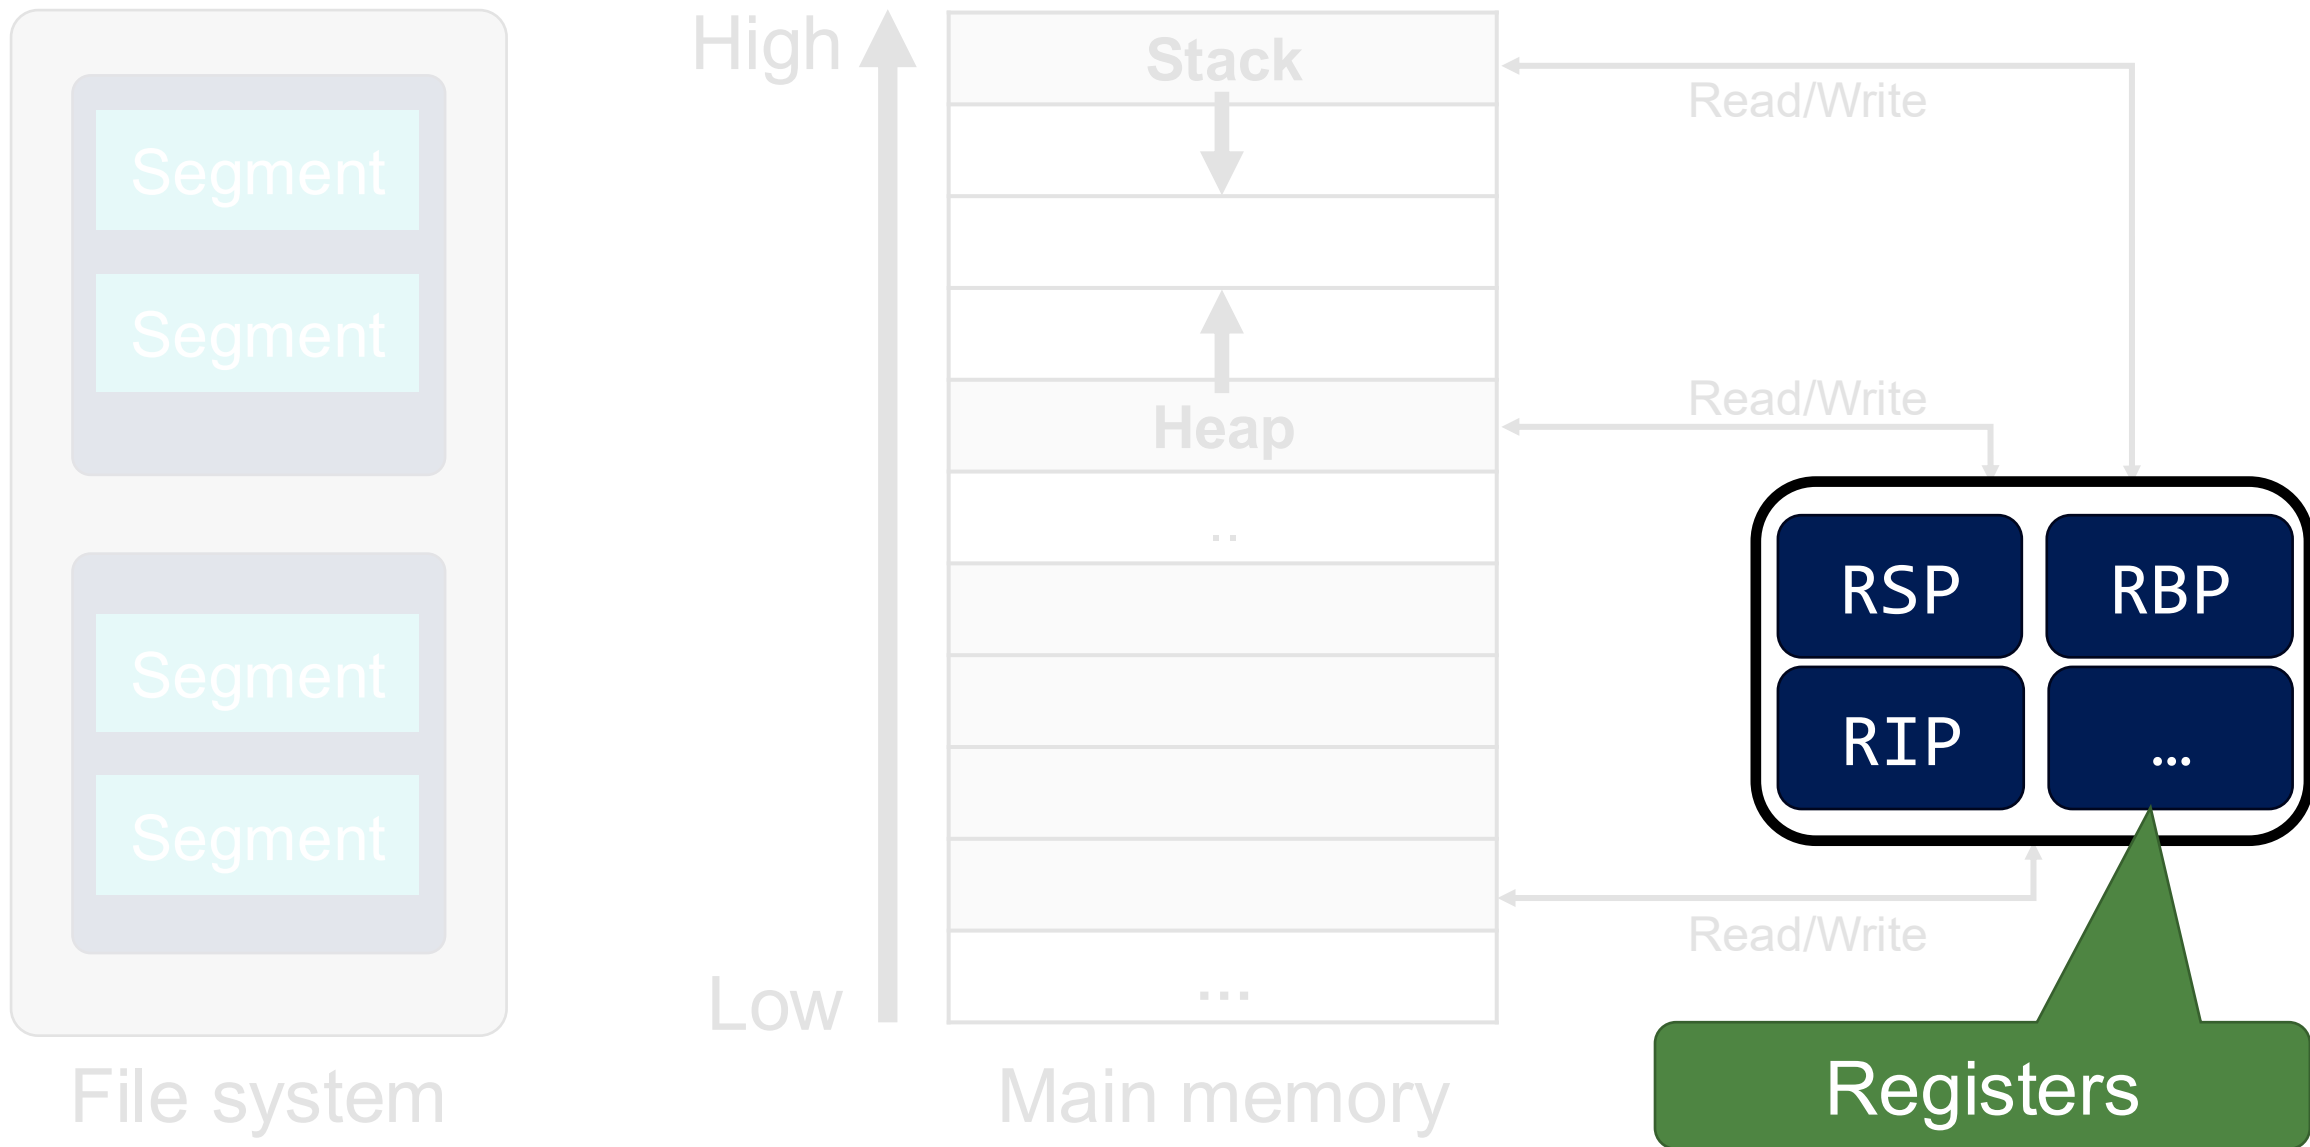 Segment
Segment
Segment
Segment
File system
High
Low
Stack
Heap
..
...
Main memory
Read/Write
Read/Write
Read/Write
RSP
RBP
RIP
...
Registers